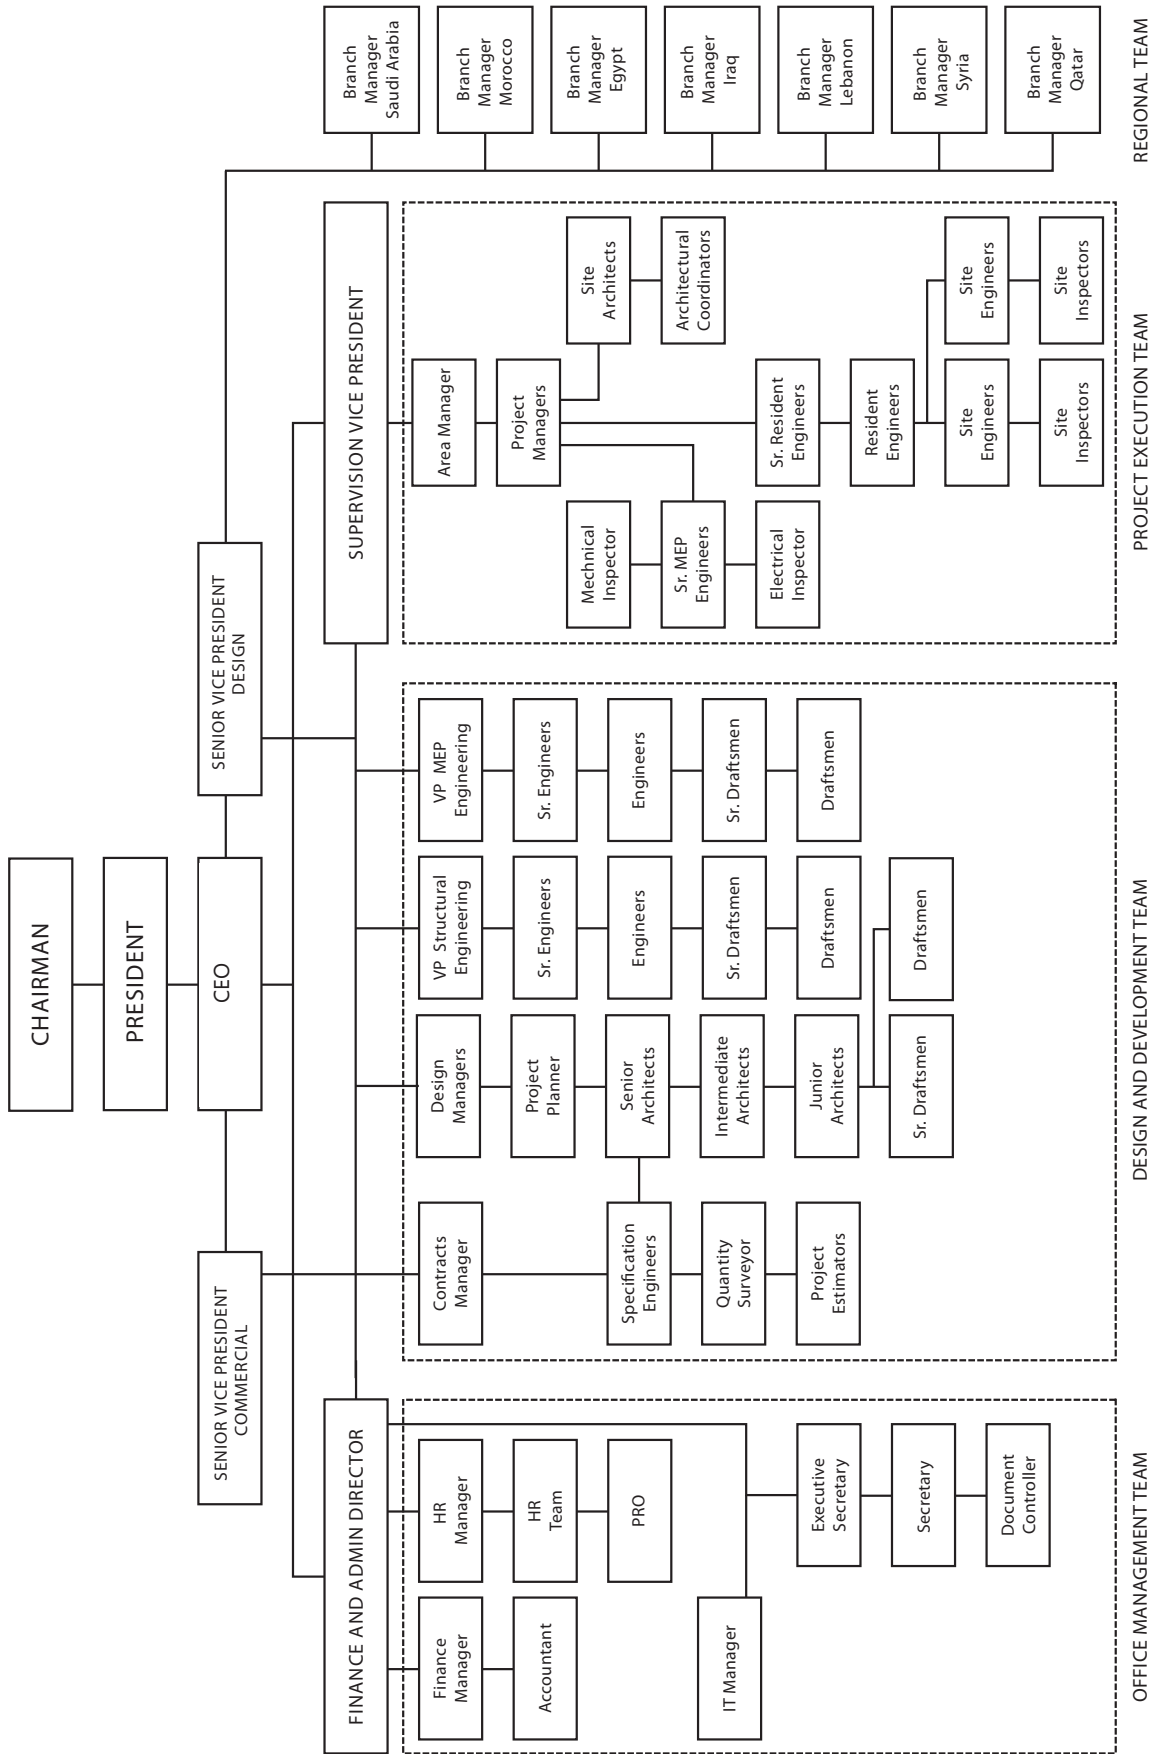 CHAIRMAN
PRESIDENT
CEO
SENIOR VICE PRESIDENT
COMMERCIAL
SENIOR VICE PRESIDENT
DESIGN
FINANCE AND ADMIN DIRECTOR
SUPERVISION VICE PRESIDENT
Finance
Manager
Accountant
HR
Manager
HR
Team
PRO
IT Manager
Executive
Secretary
Secretary
Document
Controller
OFFICE MANAGEMENT TEAM
Contracts
Manager
Specification
Engineers
Quantity
Surveyor
Project
Estimators
Design
Managers
Project
Planner
Senior
Architects
Intermediate
Architects
Junior
Architects
Sr. Draftsmen
Draftsmen
VP Structural
Engineering
Sr. Engineers
Engineers
Sr. Draftsmen
Draftsmen
VP MEP
Engineering
Sr. Engineers
Engineers
Sr. Draftsmen
Draftsmen
DESIGN AND DEVELOPMENT TEAM
Area Manager
Project
Managers
Mechnical
Inspector
Sr. MEP
Engineers
Electrical
Inspector
Site
Architects
Architectural
Coordinators
Sr. Resident
Engineers
Resident
Engineers
Site
Engineers
Site
Inspectors
Site
Engineers
Site
Inspectors
PROJECT EXECUTION TEAM
Branch
Manager
Saudi Arabia
Branch
Manager
Morocco
Branch
Manager
Egypt
Branch
Manager
Iraq
Branch
Manager
Lebanon
Branch
Manager
Syria
Branch
Manager
Qatar
REGIONAL TEAM